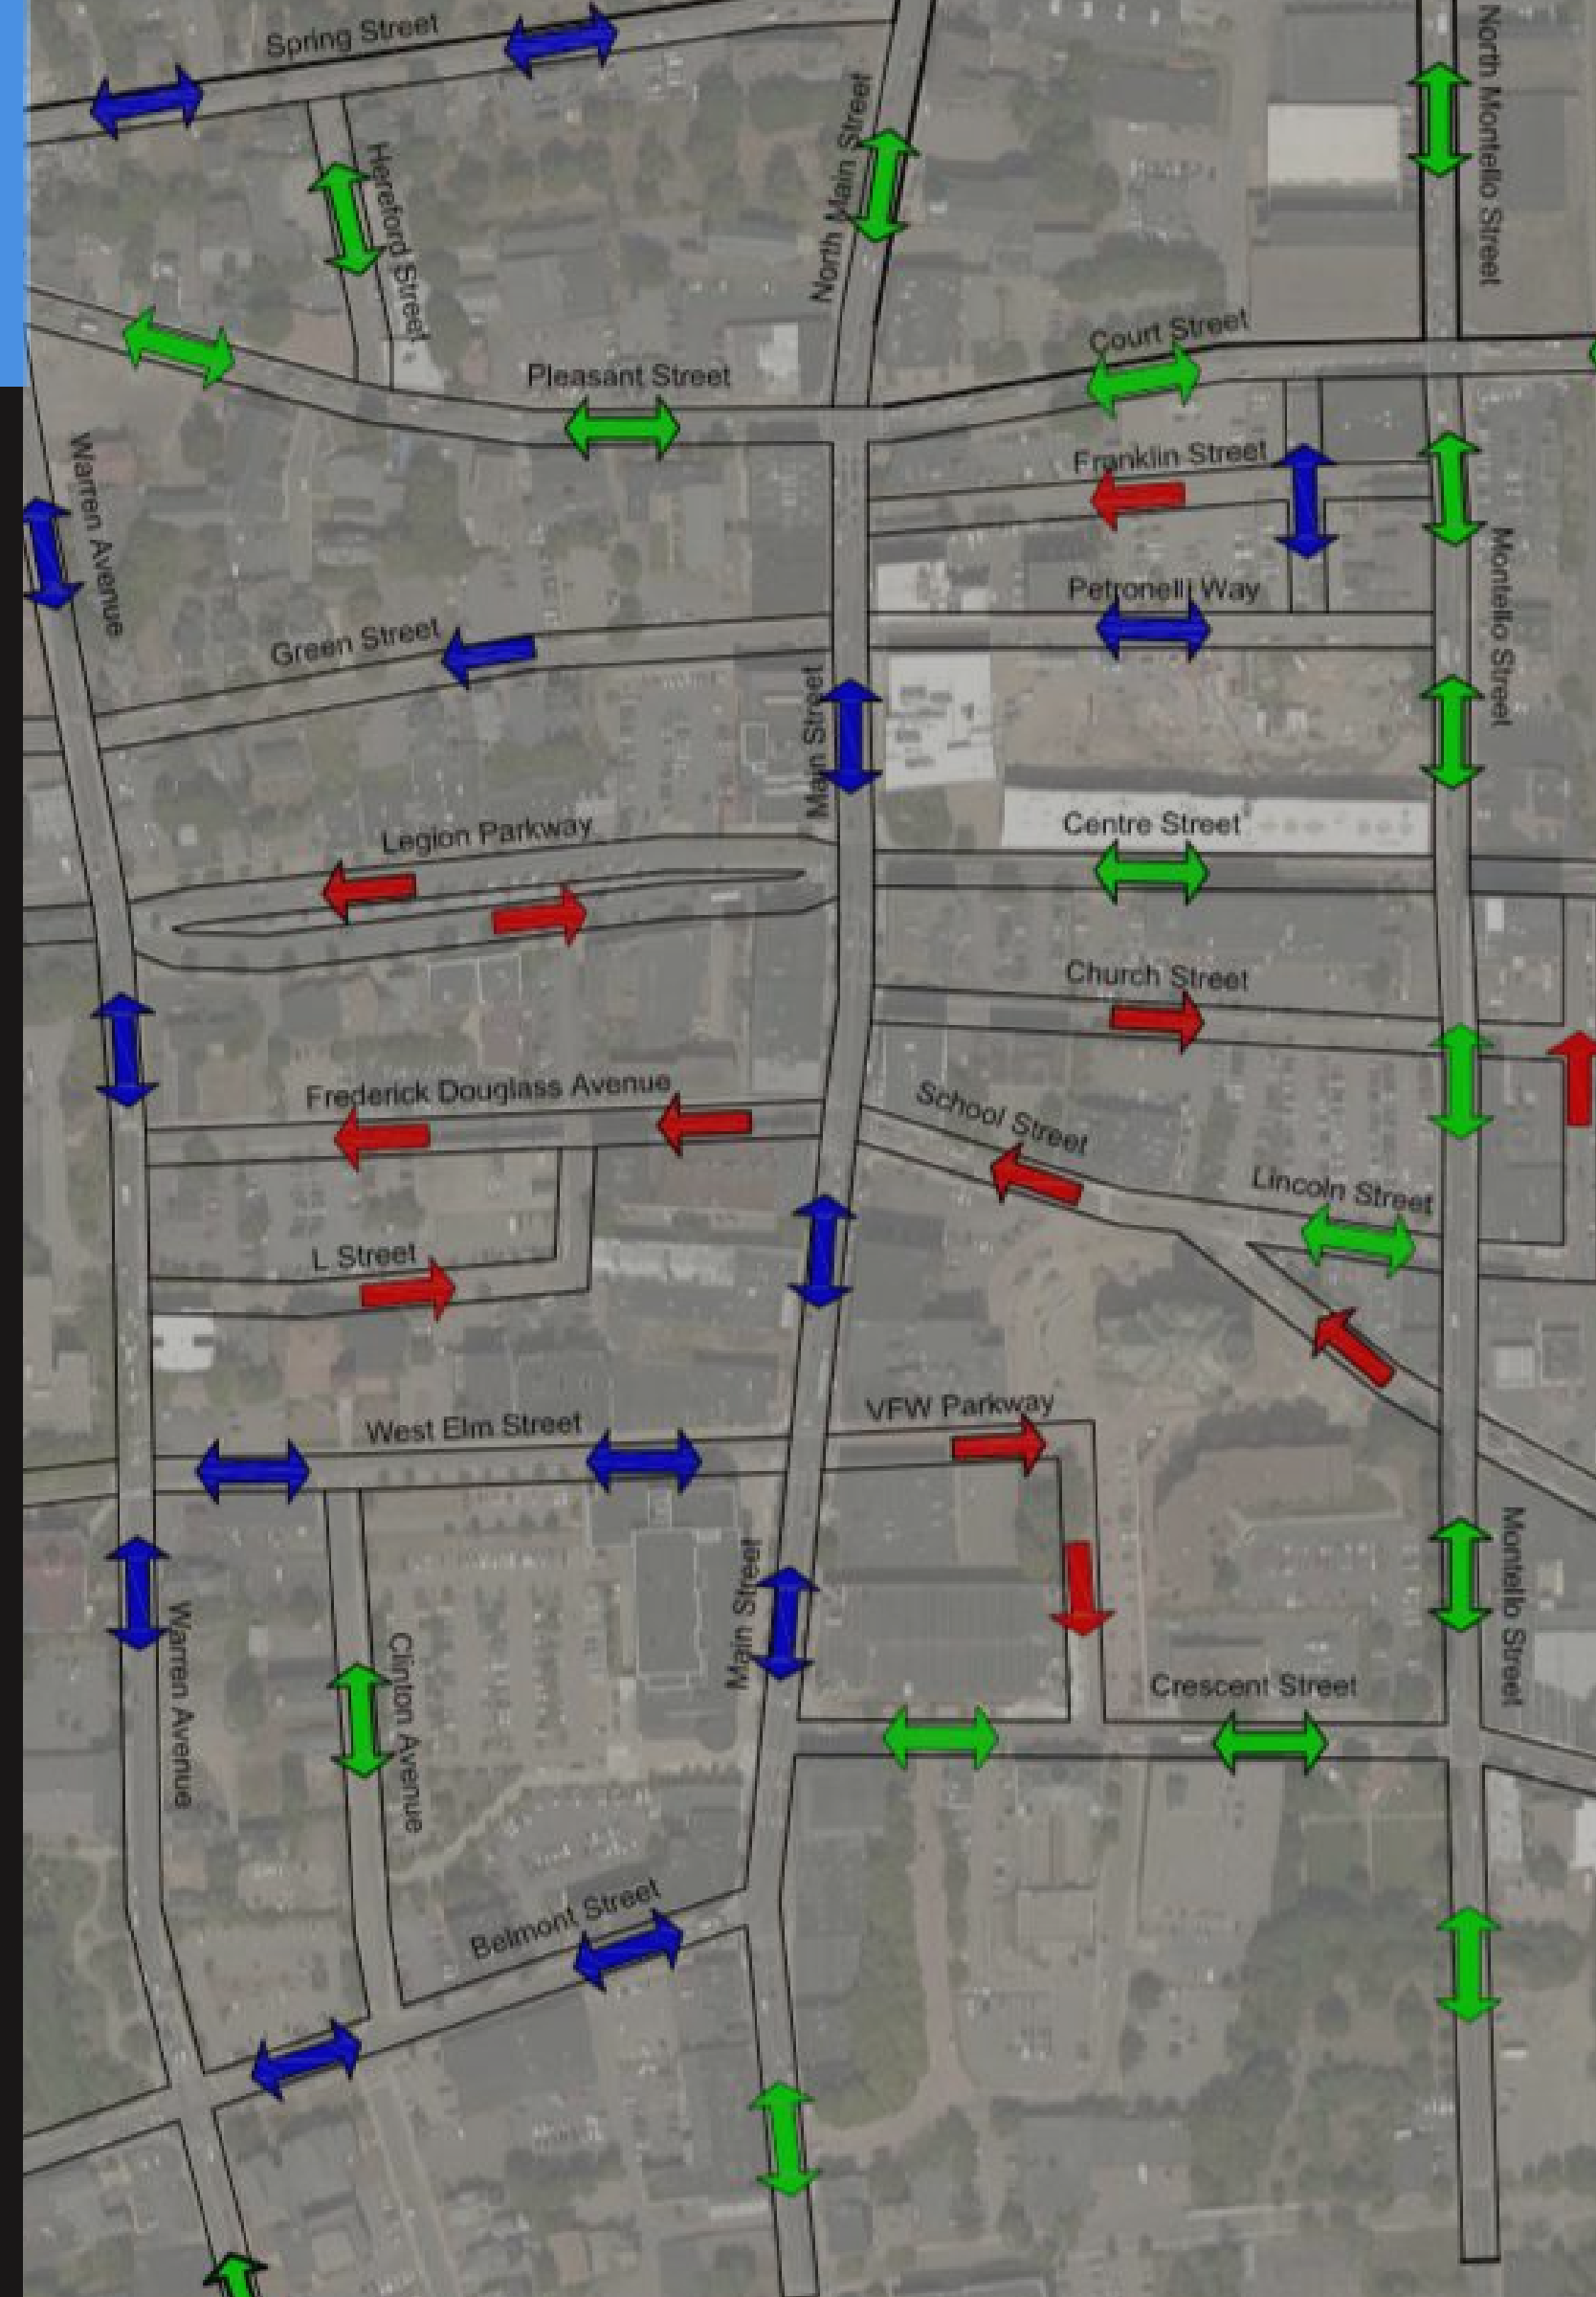 Spring Street
North Montello Street
North Main Street
Hereford Street
Court Street
Pleasant Street
Franklin Street
Warren Avenue
Petronelli Way
Montello Street
Green Street
Main Street
Legion Parkway
Centre Street
Church Street
Frederick Douglass Avenue
School Street
Lincoln Street
L Street
VFW Parkway
West Elm Street
Main Street
Montello Street
Warren Avenue
Clinton Avenue
Crescent Street
Belmont Street